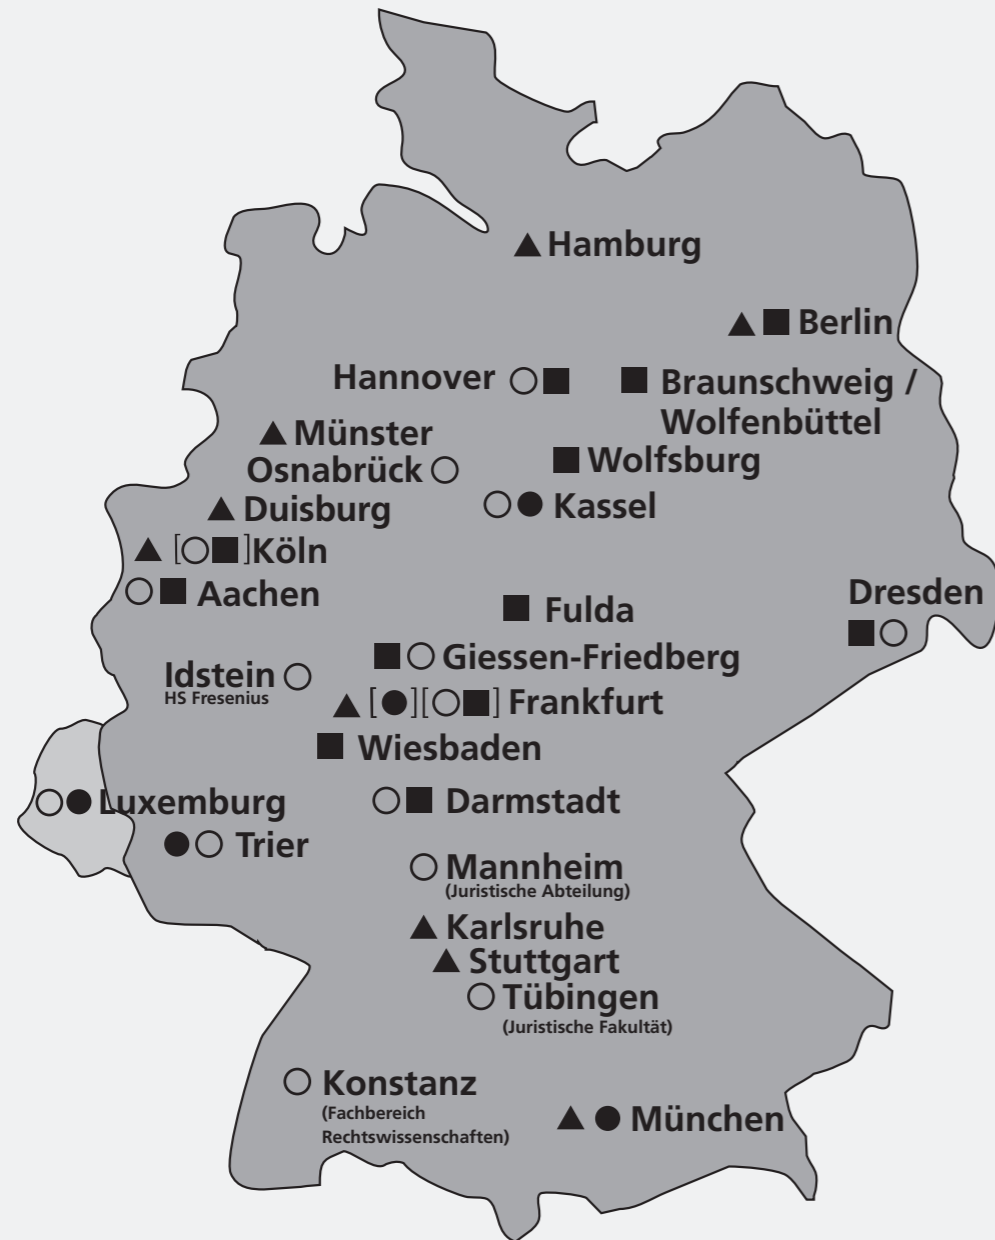 Hamburg
Berlin
Hannover
Braunschweig /
Wolfenbüttel
Münster
Osnabrück
Wolfsburg
Duisburg
Kassel
[ ]Köln
Aachen
Dresden
Fulda
Giessen-Friedberg
Idstein
HS Fresenius
[ ][ ] Frankfurt
Wiesbaden
Luxemburg
Darmstadt
Trier
Mannheim
(Juristische Abteilung)
Karlsruhe
Stuttgart
Tübingen
(Juristische Fakultät)
Konstanz
(Fachbereich
Rechtswissenschaften)
München